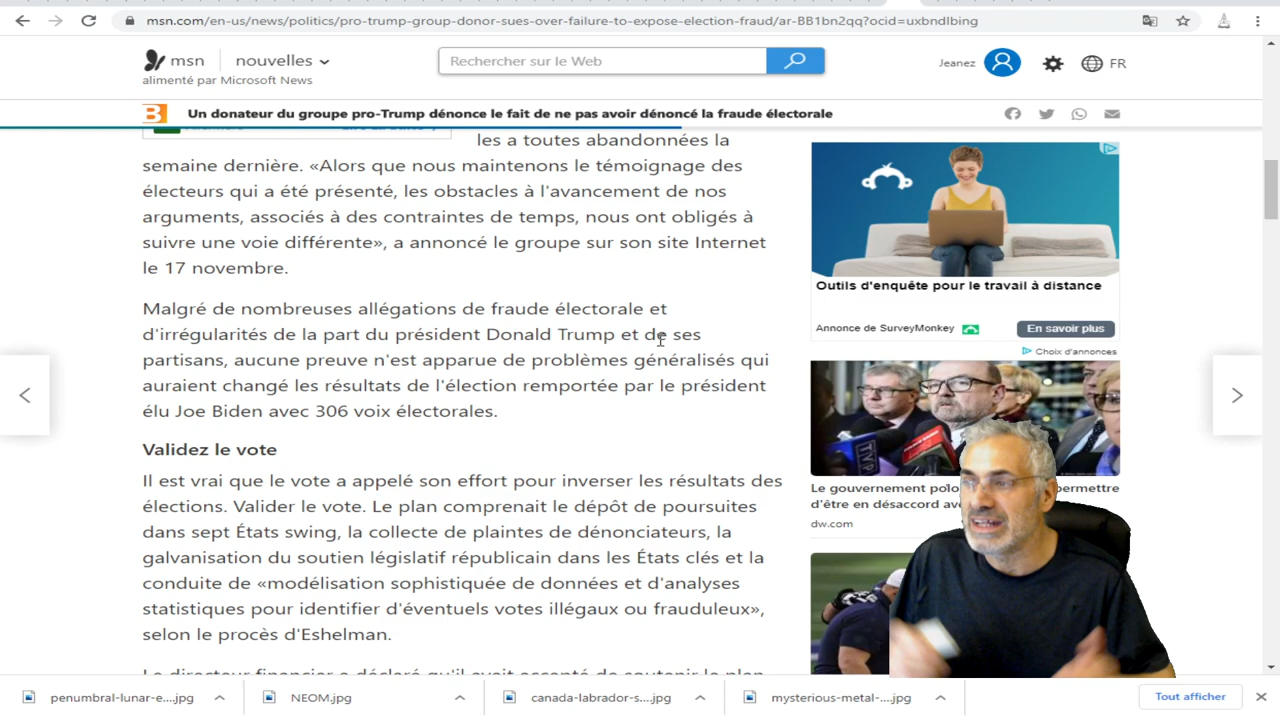 msn.com/en-us/news/politics/pro-trump-group-donor-sues-over-failure-to-expose-election-fraud/ar-BB1bn2qq?ocid=uxbndlbing
msn
nouvelles
alimenté par Microsoft News
Rechercher sur le Web
Jeanez
FR
B
Un donateur du groupe pro-Trump dénonce le fait de ne pas avoir dénoncé la fraude électorale
les a toutes abandonnées la
semaine dernière. «Alors que nous maintenons le témoignage des
électeurs qui a été présenté, les obstacles à l'avancement de nos
arguments, associés à des contraintes de temps, nous ont obligés à
suivre une voie différente», a annoncé le groupe sur son site Internet
le 17 novembre.
Malgré de nombreuses allégations de fraude électorale et
d'irrégularités de la part du président Donald Trump et de ses
partisans, aucune preuve n'est apparue de problèmes généralisés qui
auraient changé les résultats de l'élection remportée par le président
élu Joe Biden avec 306 voix électorales.
Validez le vote
Il est vrai que le vote a appelé son effort pour inverser les résultats des
élections. Valider le vote. Le plan comprenait le dépôt de poursuites
dans sept États swing, la collecte de plaintes de dénonciateurs, la
galvanisation du soutien législatif républicain dans les États clés et la
conduite de «modélisation sophistiquée de données et d'analyses
statistiques pour identifier d'éventuels votes illégaux ou frauduleux»,
selon le procès d'Eshelman.
Outils d'enquête pour le travail à distance
Annonce de SurveyMonkey
En savoir plus
Choix d'annonces
TVP
Le gouvernement polo permettre
d'être en désaccord av
dw.com
penumbral-lunar-e....jpg
NEOM.jpg
canada-labrador-s....jpg
mysterious-metal-....jpg
Tout afficher